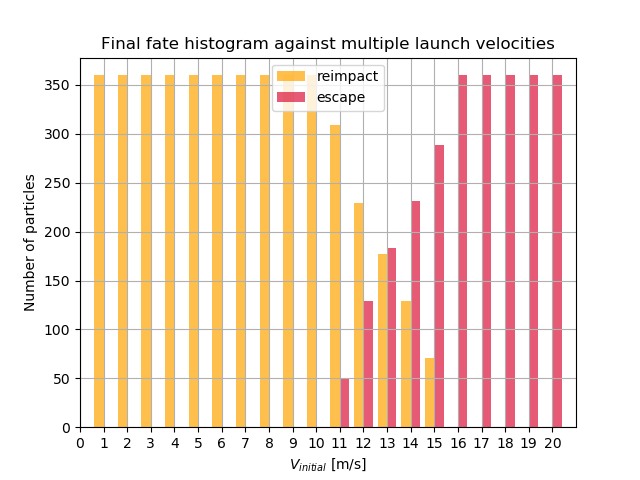 Final fate histogram against multiple launch velocities
reimpact
escape
350
300
250
200
150
100
50
0
Number of particles
0 1 2 3 4 5 6 7 8 9 10 11 12 13 14 15 16 17 18 19 20
V_initial [m/s]